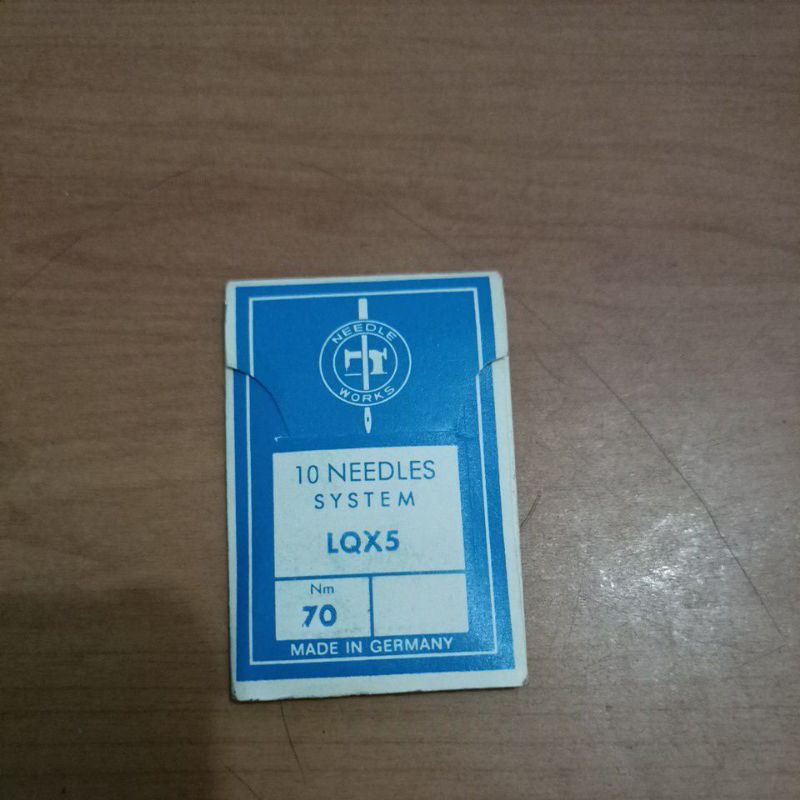 NEEDLE
WORKS
10 NEEDLES
SYSTEM
LQX5
Nm
70
MADE IN GERMANY